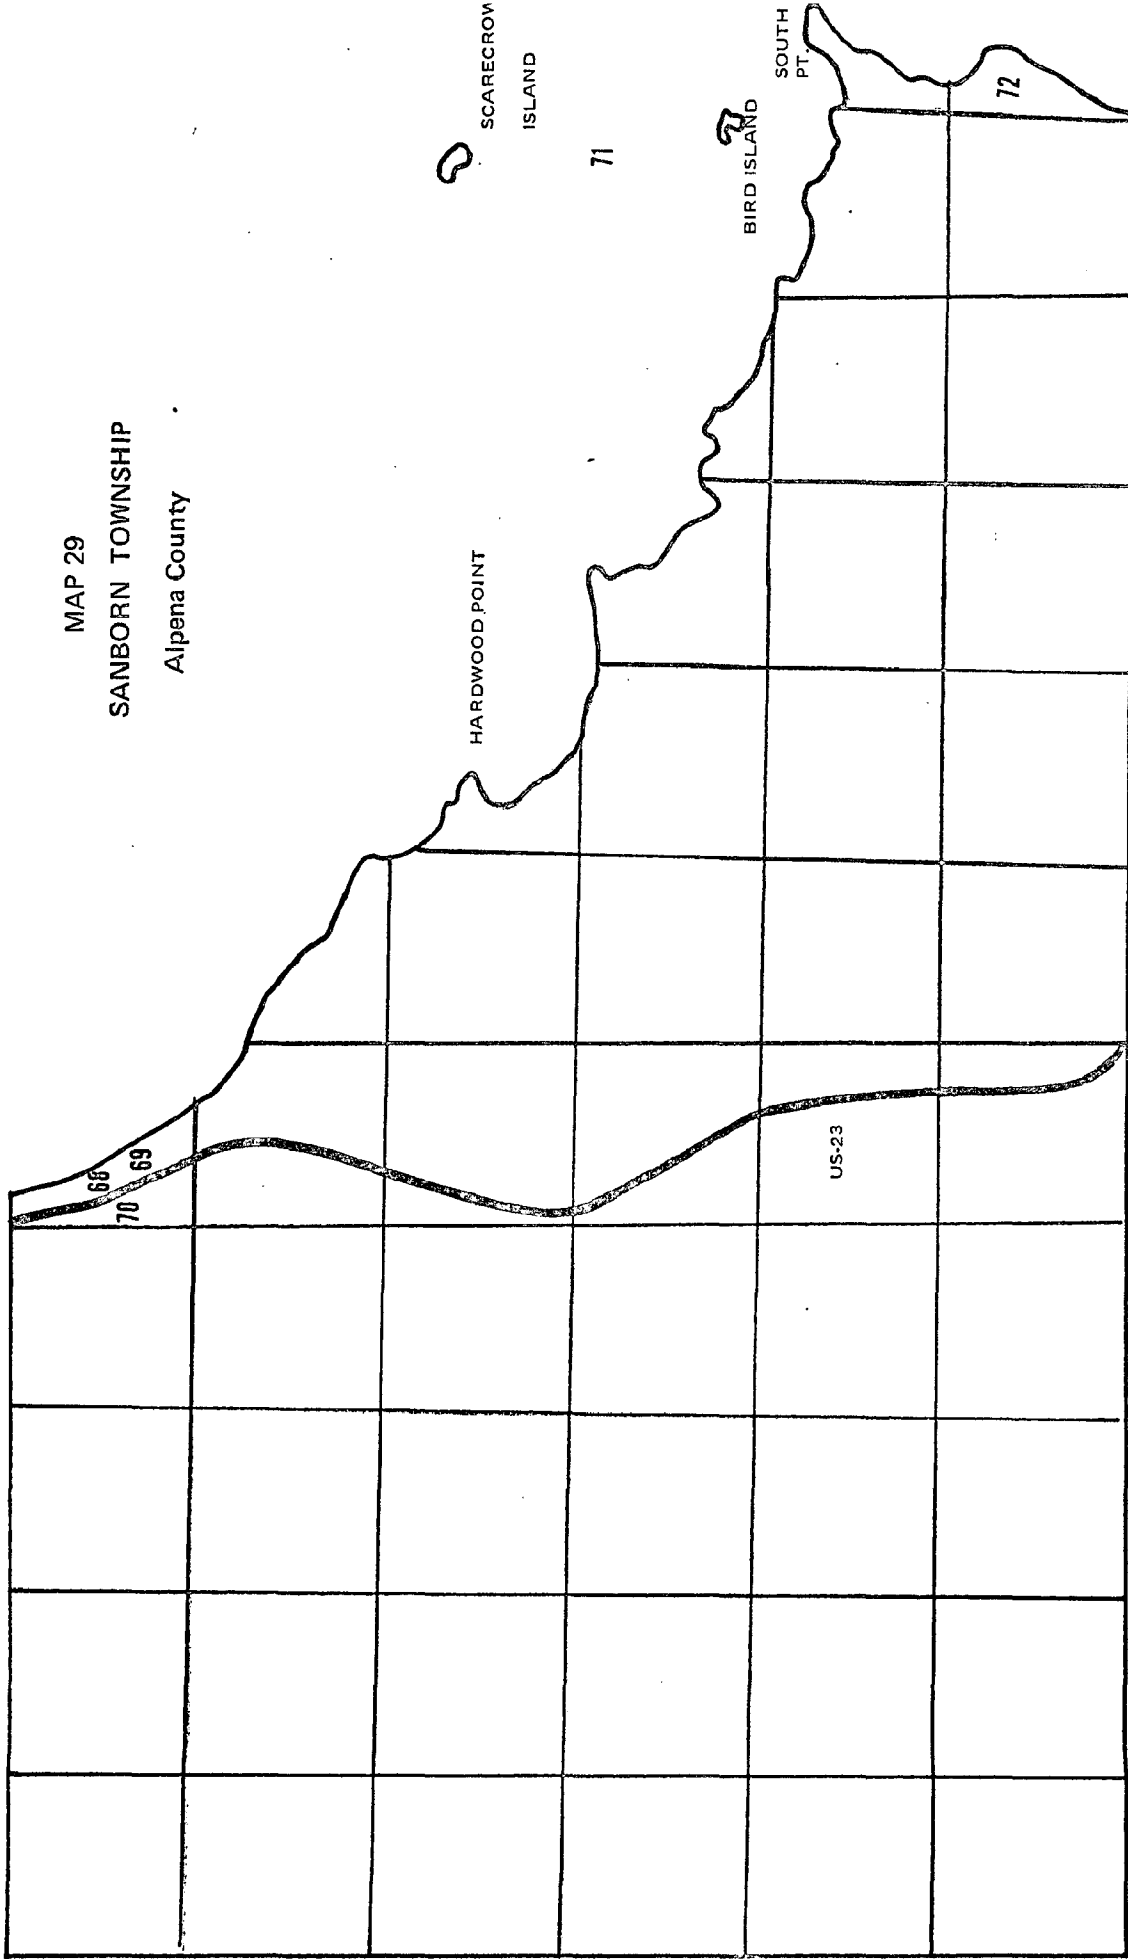 MAP 29
SANBORN TOWNSHIP
Alpena County
SCARECROW
ISLAND
71
BIRD ISLAND
SOUTH
PT.
72
HARDWOOD POINT
68
69
70
US-23